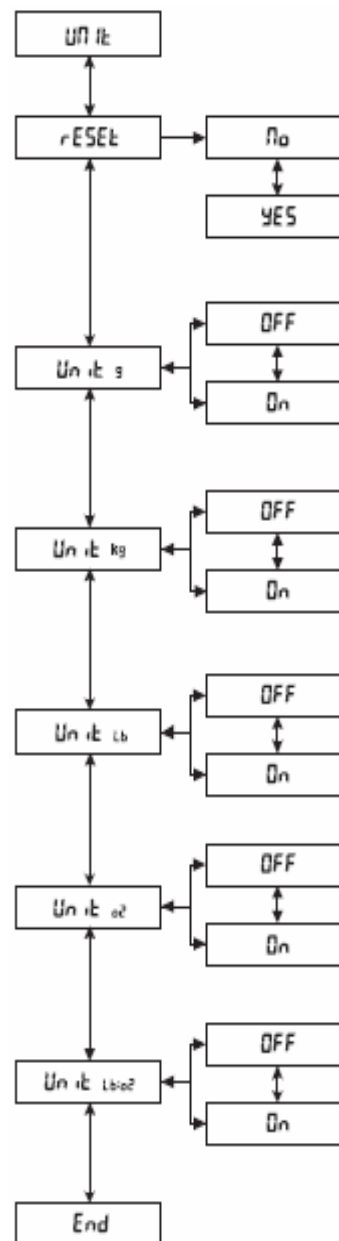 UNIt
rESEt
No
YES
OFF
Unit g
On
OFF
Unit kg
On
OFF
Unit Lb
On
OFF
Unit oz
On
OFF
Unit Lb:oz
On
End